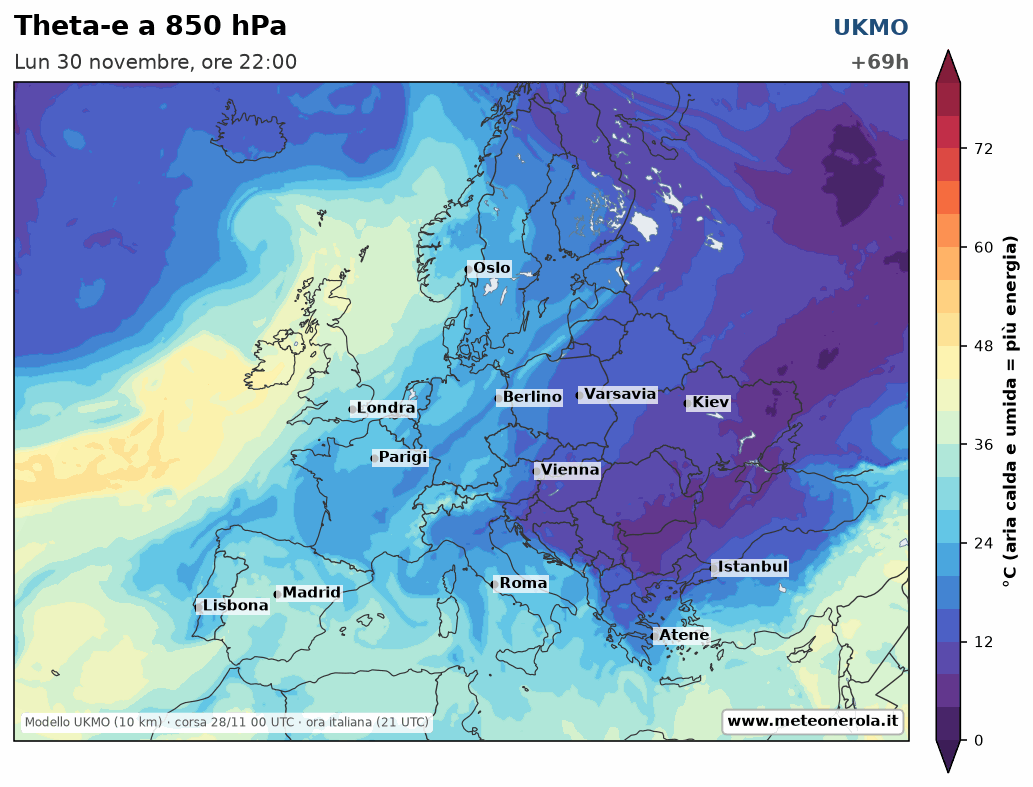 Theta-e a 850 hPa
UKMO
Lun 30 novembre, ore 22:00
+69h
72
60
48
36
24
12
0
°C (aria calda e umida = più energia)
Oslo
Londra
Berlino
Varsavia
Kiev
Parigi
Vienna
Istanbul
Roma
Madrid
Lisbona
Atene
Modello UKMO (10 km) · corsa 28/11 00 UTC · ora italiana (21 UTC)
www.meteonerola.it